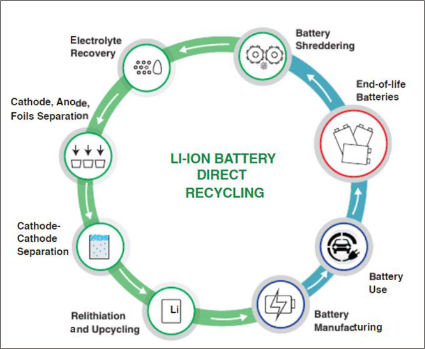 Battery
Shreddering
Electrolyte
Recovery
End-of-life
Batteries
Cathode, Anode,
Foils Separation
LI-ION BATTERY
DIRECT
RECYCLING
Cathode-
Cathode
Separation
Battery
Use
Li
Relithiation
and Upcycling
Battery
Manufacturing